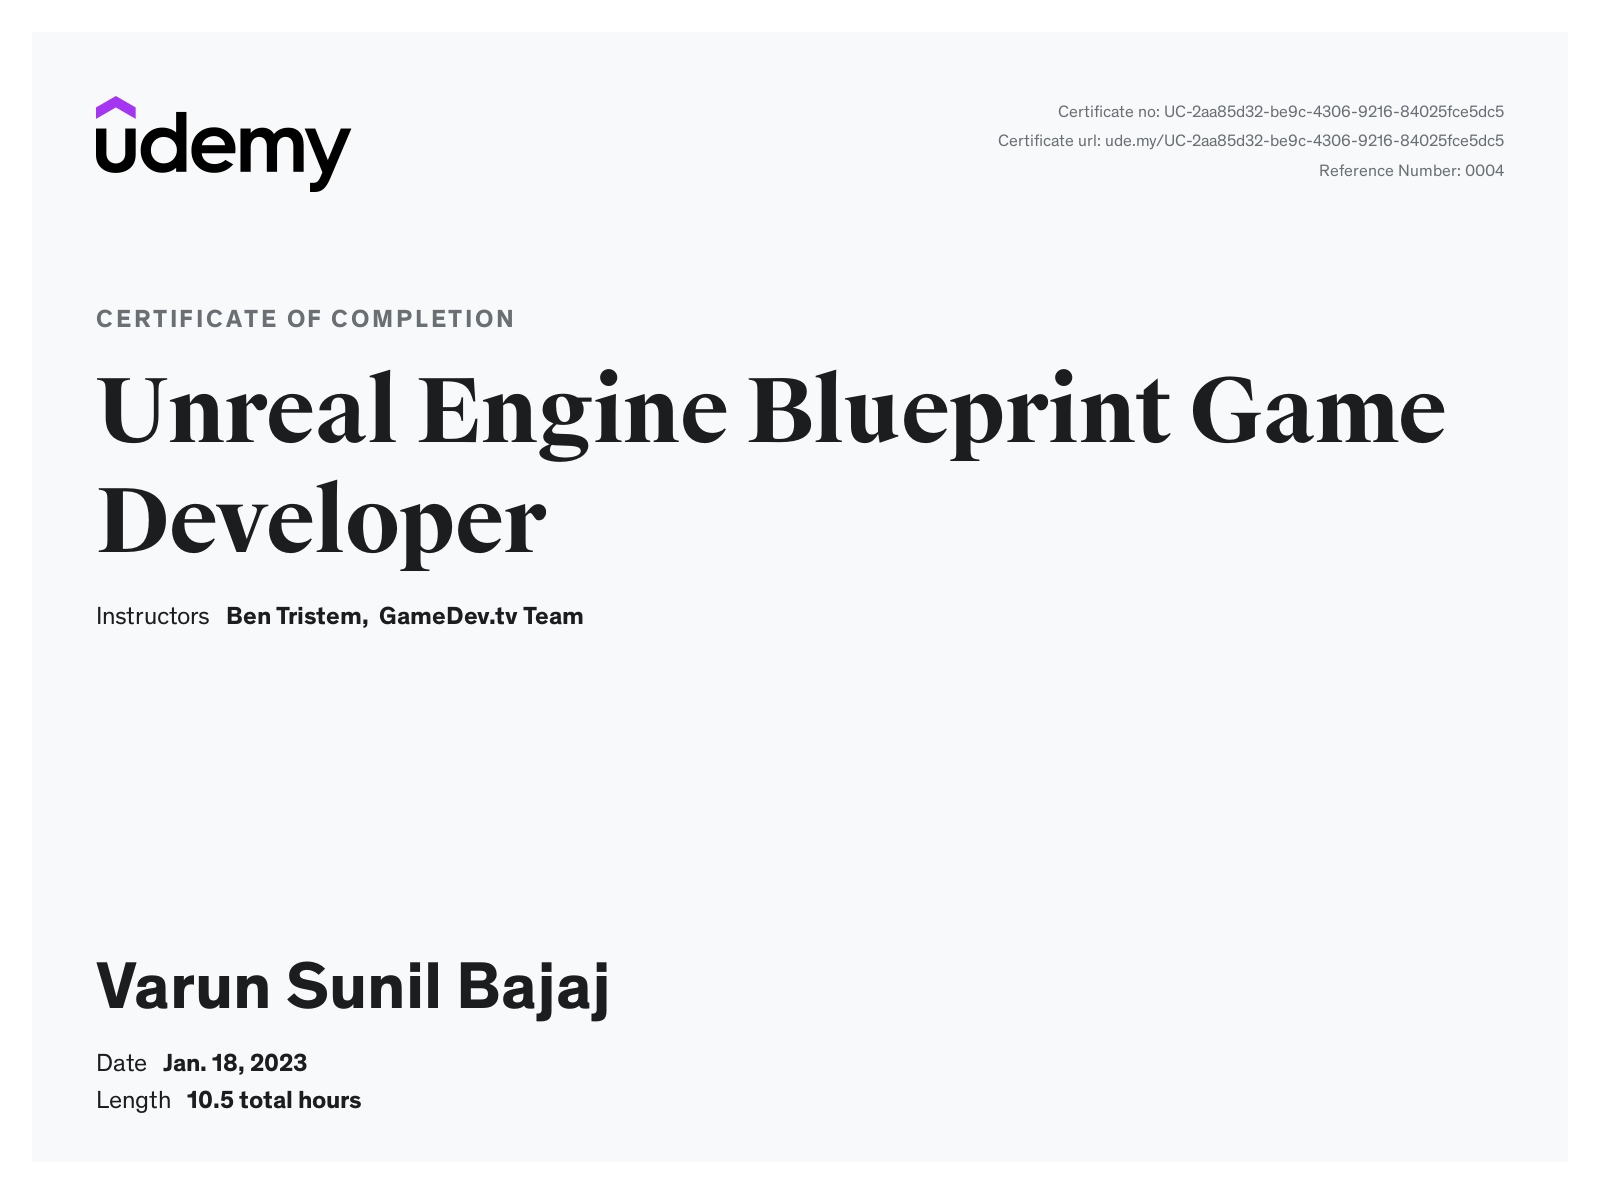 udemy
Certificate no: UC-2aa85d32-be9c-4306-9216-84025fce5dc5
Certificate url: ude.my/UC-2aa85d32-be9c-4306-9216-84025fce5dc5
Reference Number: 0004
CERTIFICATE OF COMPLETION
Unreal Engine Blueprint Game
Developer
Instructors Ben Tristem, GameDev.tv Team
Varun Sunil Bajaj
Date Jan. 18, 2023
Length 10.5 total hours